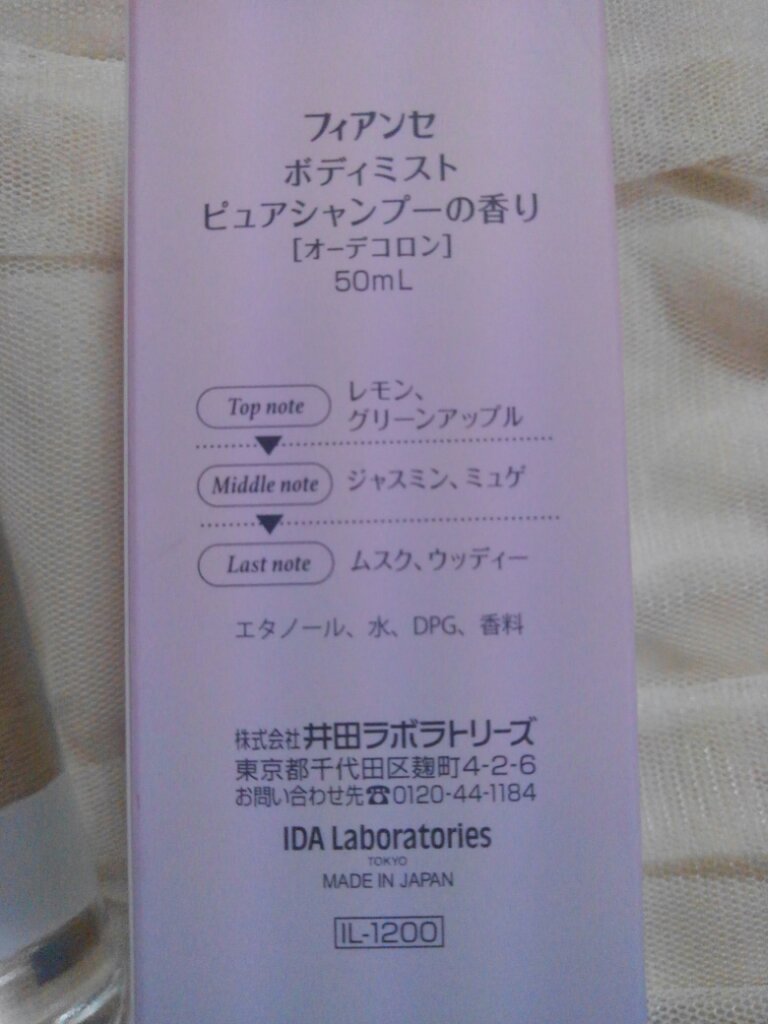 フィアンセ
ボディミスト
ピュアシャンプーの香り
[オーデコロン]
50mL
Top note レモン、
グリーンアップル
Middle note ジャスミン、ミュゲ
Last note ムスク、ウッディー
エタノール、水、DPG、香料
株式会社井田ラボラトリーズ
東京都千代田区麹町4-2-6
お問い合わせ先☎0120-44-1184
IDA Laboratories
TOKYO
MADE IN JAPAN
IL-1200